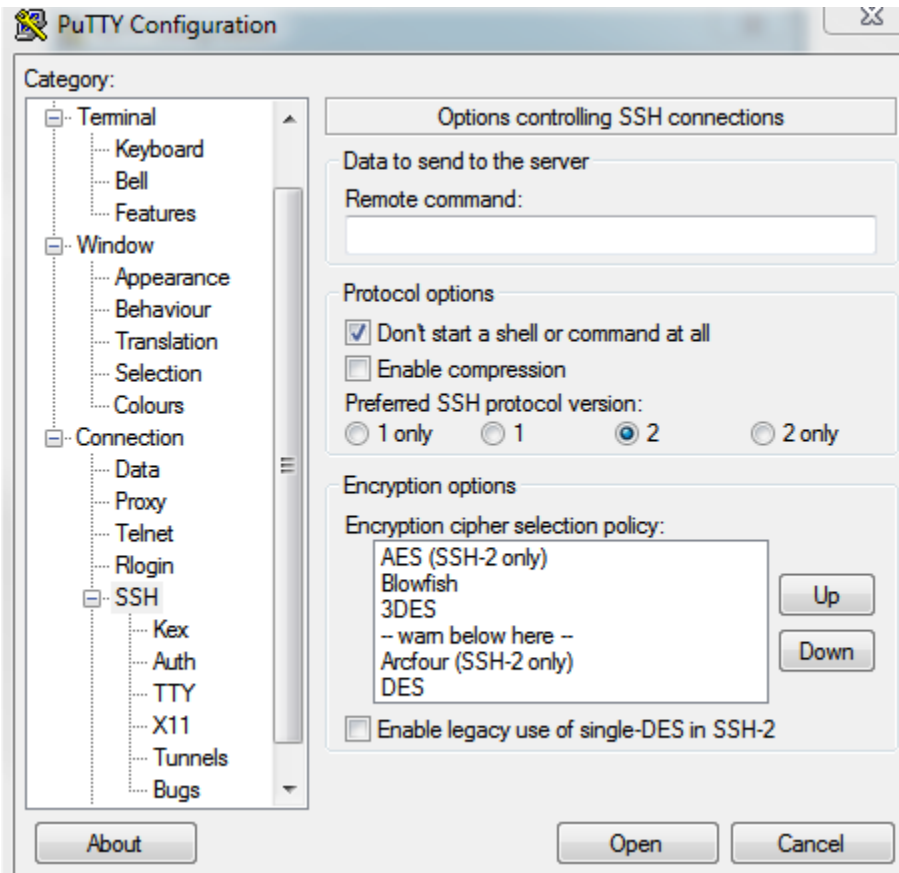 PuTTY Configuration
Category:
Terminal
Keyboard
Bell
Features
Window
Appearance
Behaviour
Translation
Selection
Colours
Connection
Data
Proxy
Telnet
Rlogin
SSH
Kex
Auth
TTY
X11
Tunnels
Bugs
Options controlling SSH connections
Data to send to the server
Remote command:
Protocol options
Don't start a shell or command at all
Enable compression
Preferred SSH protocol version:
1 only 1 2 2 only
Encryption options
Encryption cipher selection policy:
AES (SSH-2 only)
Blowfish
3DES
-- warn below here --
Arcfour (SSH-2 only)
DES
Up
Down
Enable legacy use of single-DES in SSH-2
About Open Cancel